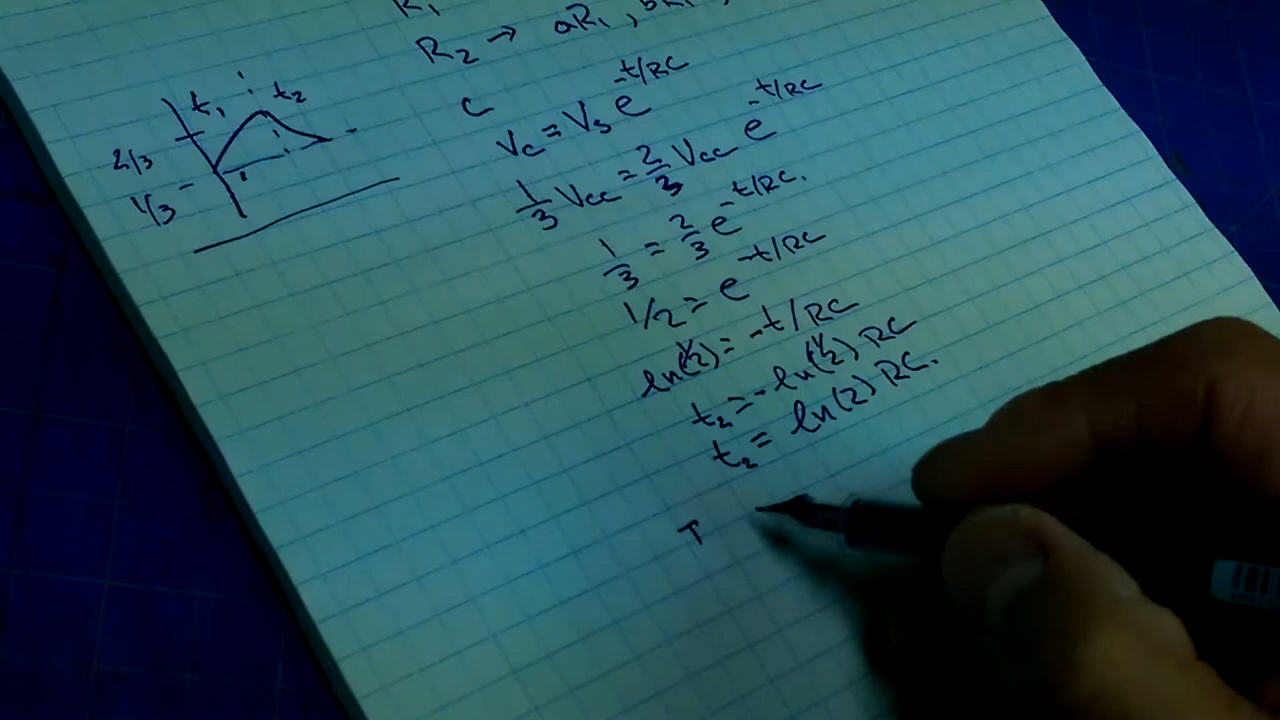 R₁
R₂ → aR₁,
t₁ t₂
2/3
1/3
C
Vc = Vs e^-t/RC
1/3 Vcc = 2/3 Vcc e^-t/RC
1/3 = 2/3 e^-t/RC.
1/2 = e^-t/RC
ln(1/2) = -t/RC
t₂ = -ln(1/2) RC
t₂ = ln(2) RC.
T